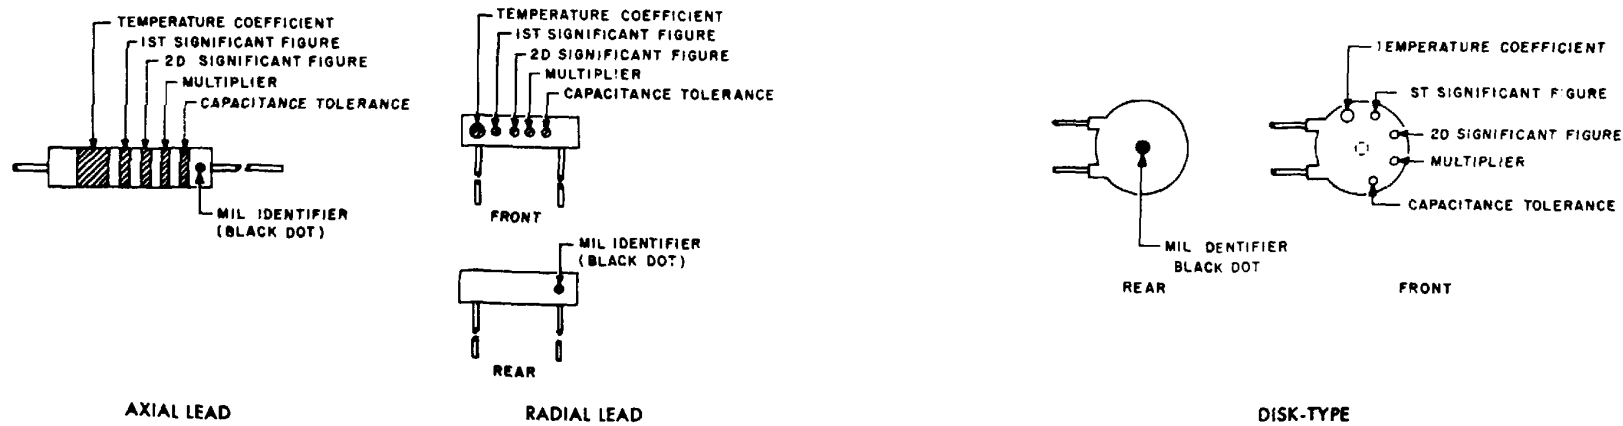 TEMPERATURE COEFFICIENT
1ST SIGNIFICANT FIGURE
2D SIGNIFICANT FIGURE
MULTIPLIER
CAPACITANCE TOLERANCE
MIL IDENTIFIER
(BLACK DOT)
AXIAL LEAD
TEMPERATURE COEFFICIENT
1ST SIGNIFICANT FIGURE
2D SIGNIFICANT FIGURE
MULTIPLIER
CAPACITANCE TOLERANCE
FRONT
MIL IDENTIFIER
(BLACK DOT)
REAR
RADIAL LEAD
MIL DENTIFIER
BLACK DOT
REAR
TEMPERATURE COEFFICIENT
ST SIGNIFICANT F GURE
2D SIGNIFICANT FIGURE
MULTIPLIER
CAPACITANCE TOLERANCE
FRONT
DISK-TYPE